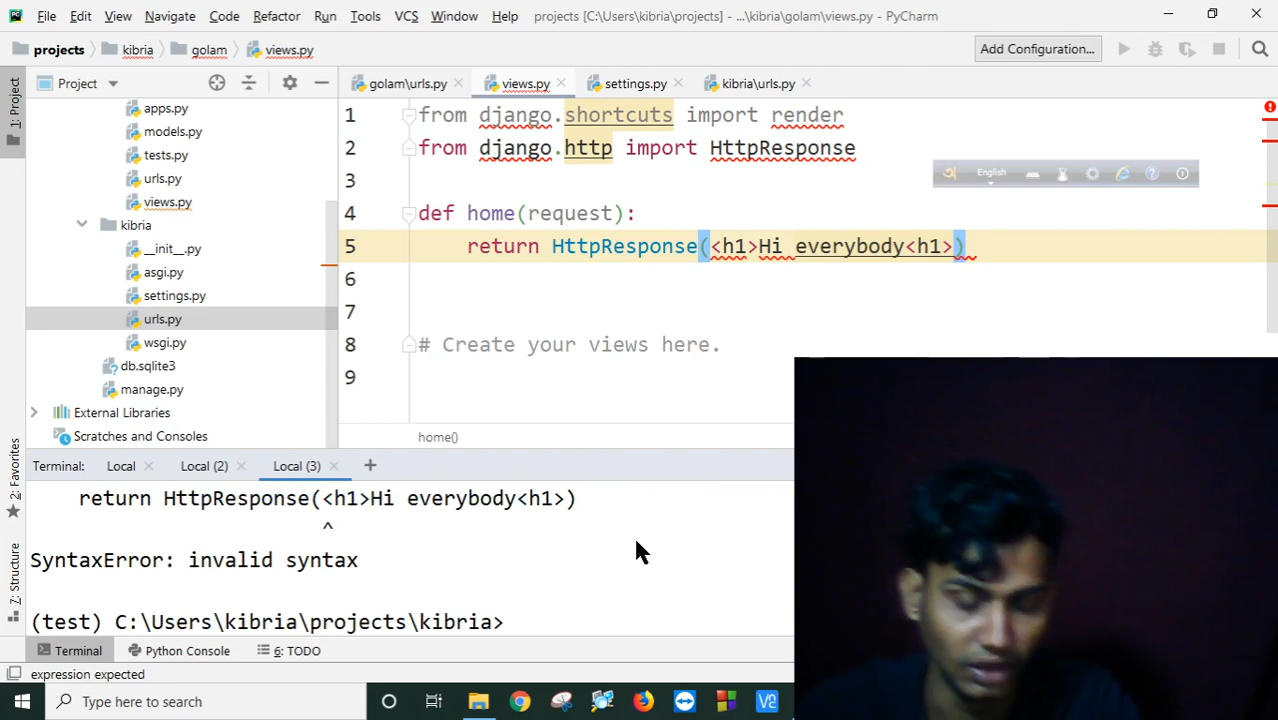 File Edit View Navigate Code Refactor Run Tools VCS Window Help projects [C:\Users\kibria\projects] - ...\kibria\golam\views.py - PyCharm
projects kibria golam views.py Add Configuration...
1: Project
Project
golam\urls.py views.py settings.py kibria\urls.py
apps.py
models.py
tests.py
urls.py
views.py
kibria
__init__.py
asgi.py
settings.py
urls.py
wsgi.py
db.sqlite3
manage.py
External Libraries
Scratches and Consoles
1 from django.shortcuts import render
2 from django.http import HttpResponse
3
4 def home(request):
5 return HttpResponse(<h1>Hi everybody<h1>)
6
7
8 # Create your views here.
9
English
home()
2: Favorites
7: Structure
Terminal: Local Local (2) Local (3) +
return HttpResponse(<h1>Hi everybody<h1>)
^
SyntaxError: invalid syntax
(test) C:\Users\kibria\projects\kibria>
Terminal Python Console 6: TODO
expression expected
Type here to search